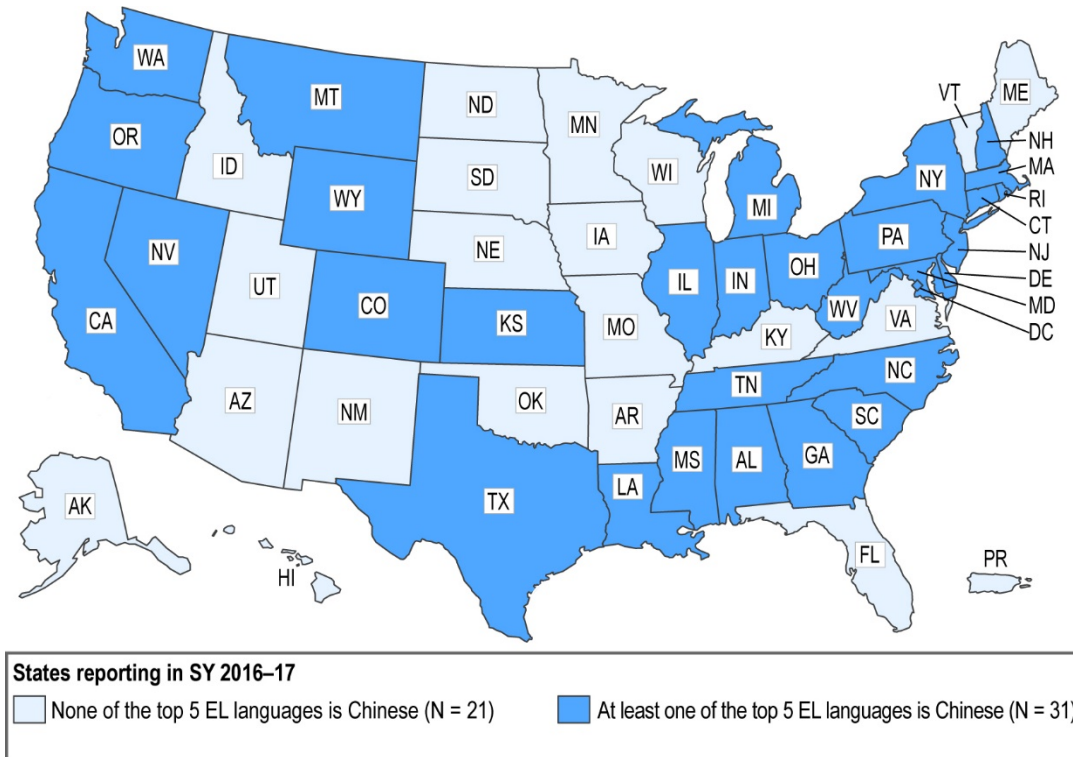 WA
MT
ND
MN
VT
ME
OR
ID
SD
WI
NH
MA
NY
WY
MI
RI
CT
NE
IA
PA
NJ
NV
UT
CO
KS
IL
IN
OH
DE
MD
CA
MO
WV
VA
DC
KY
AZ
NM
OK
AR
TN
NC
SC
MS
AL
GA
TX
LA
AK
HI
FL
PR
States reporting in SY 2016–17
None of the top 5 EL languages is Chinese (N = 21)
At least one of the top 5 EL languages is Chinese (N = 31)